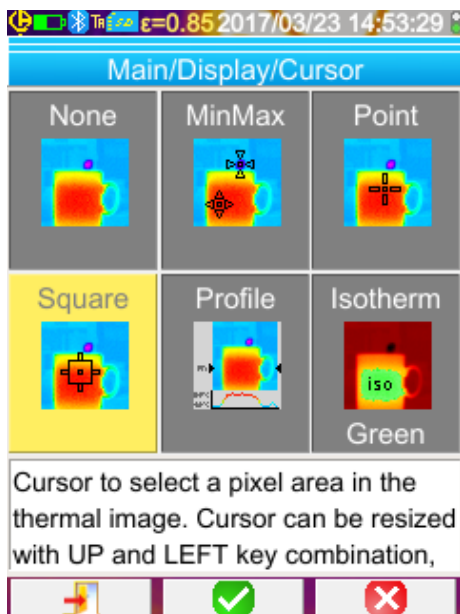 ε=0.85 2017/03/23 14:53:29
Main/Display/Cursor
None MinMax Point
Square Profile Isotherm
iso
Green
Cursor to select a pixel area in the
thermal image. Cursor can be resized
with UP and LEFT key combination,